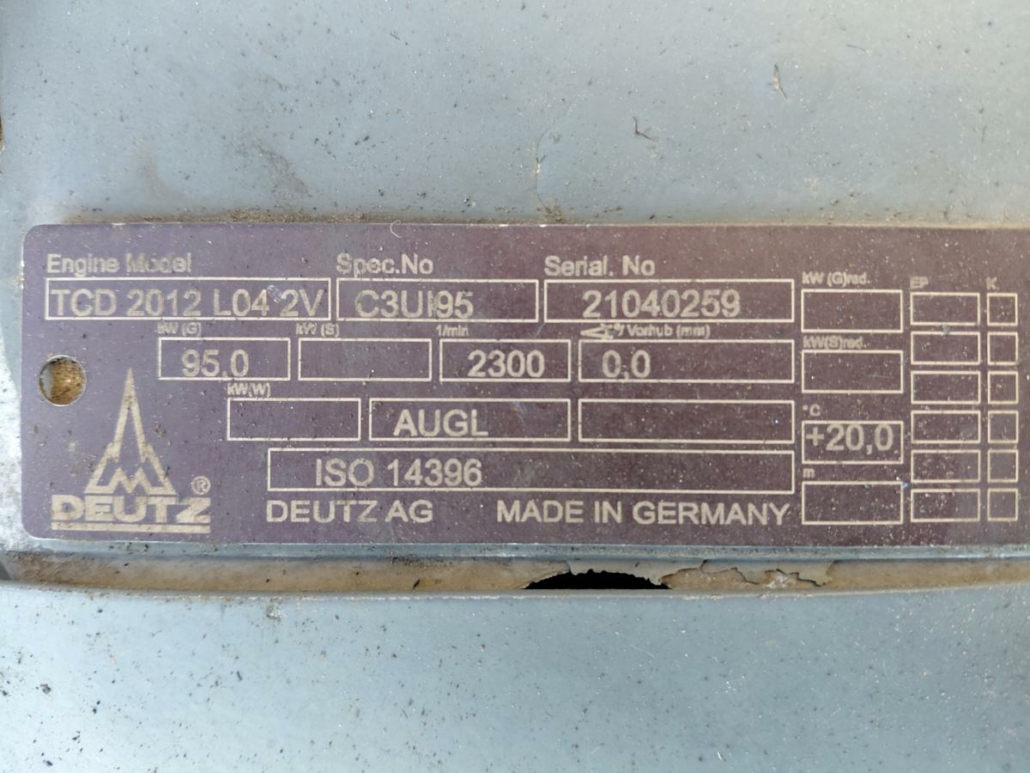 Engine Model Spec.No Serial. No kW (G)red. EP K
TCD 2012 L04 2V C3UI95 21040259
kW (G) kW (S) 1/min Vorhub (mm) kW(S)red.
95,0 2300 0,0
kW(W) °C
AUGL +20,0
ISO 14396 m
DEUTZ ® DEUTZ AG MADE IN GERMANY